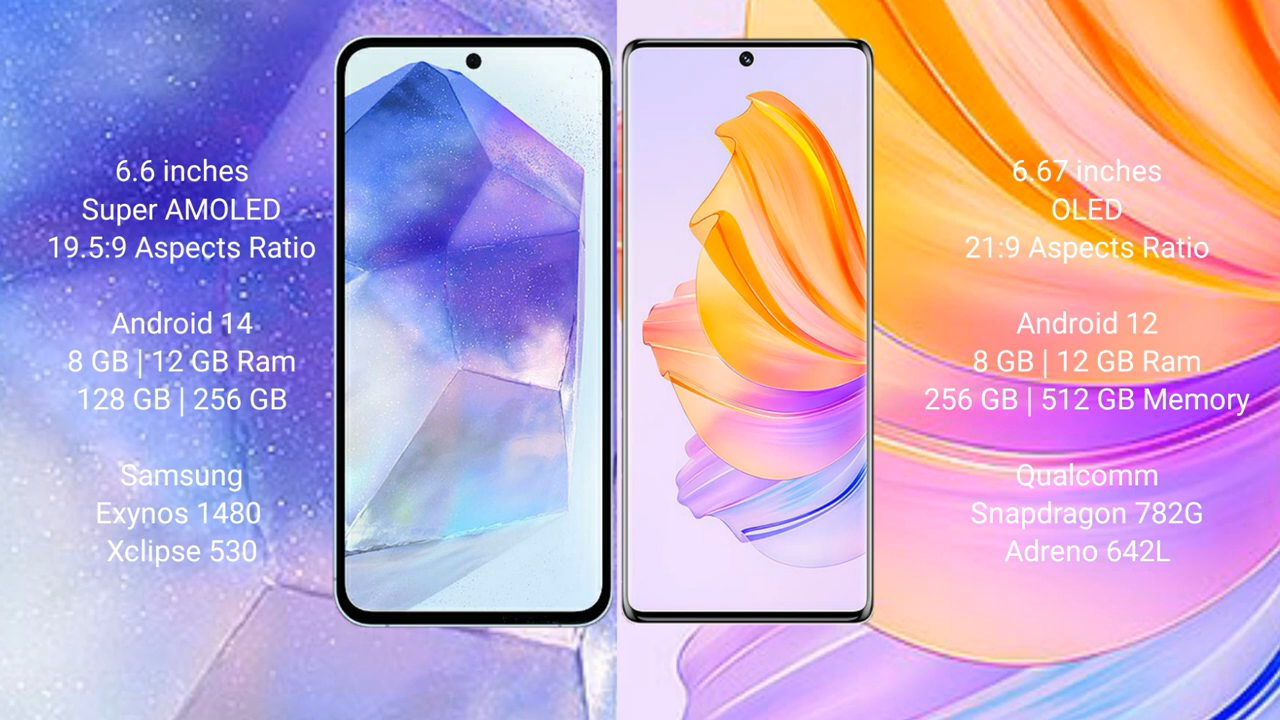 6.6 inches
Super AMOLED
19.5:9 Aspects Ratio
Android 14
8 GB | 12 GB Ram
128 GB | 256 GB
Samsung
Exynos 1480
Xclipse 530
6.67 inches
OLED
21:9 Aspects Ratio
Android 12
8 GB | 12 GB Ram
256 GB | 512 GB Memory
Qualcomm
Snapdragon 782G
Adreno 642L